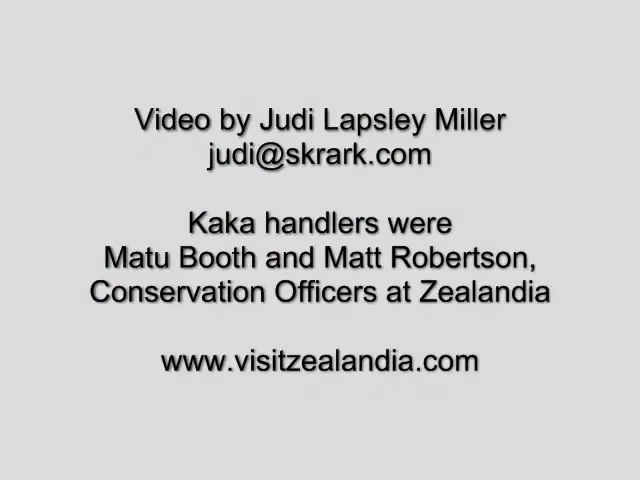 Video by Judi Lapsley Miller
judi@skrark.com
Kaka handlers were
Matu Booth and Matt Robertson,
Conservation Officers at Zealandia
www.visitzealandia.com